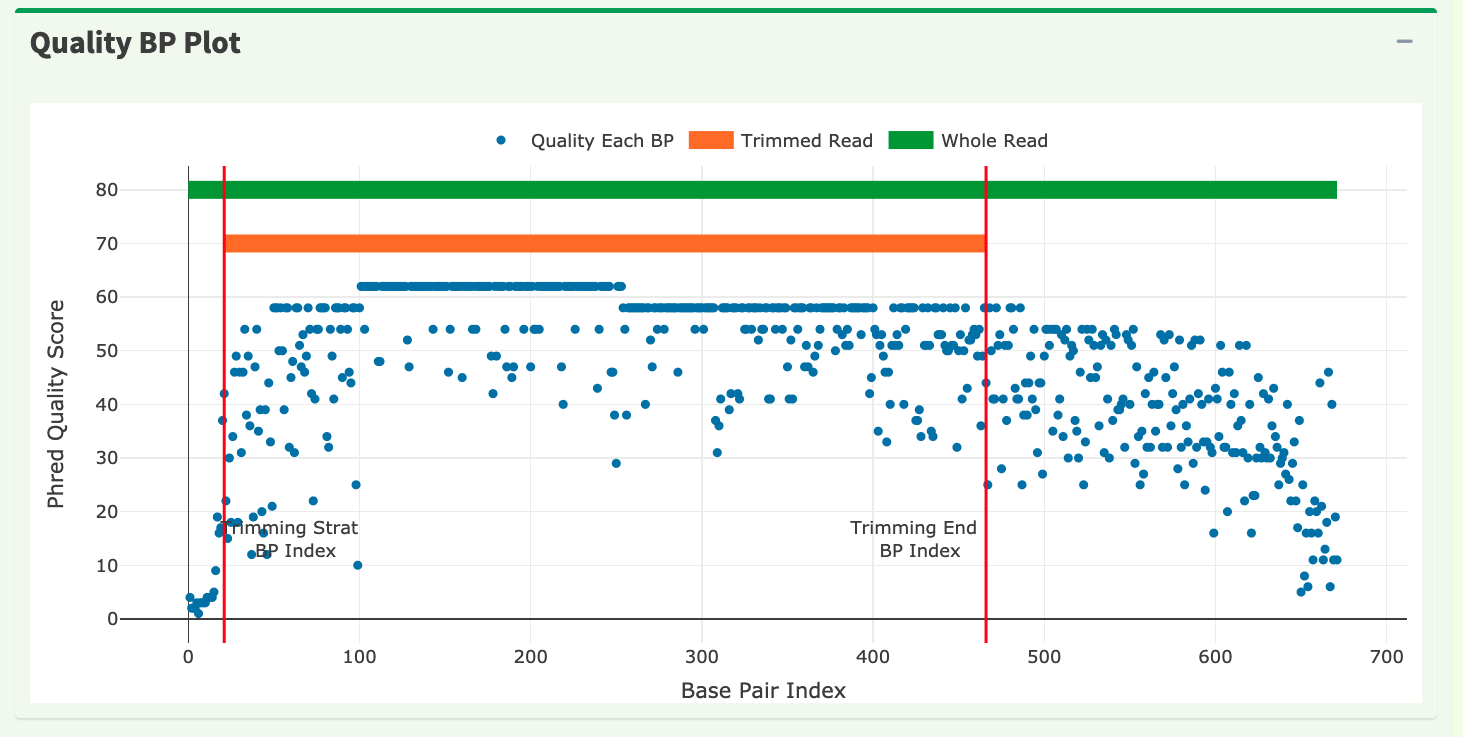 Quality BP Plot
Quality Each BP Trimmed Read Whole Read
80
70
60
50
40
30
20
10
0
Phred Quality Score
Trimming Strat
BP Index
Trimming End
BP Index
0 100 200 300 400 500 600 700
Base Pair Index